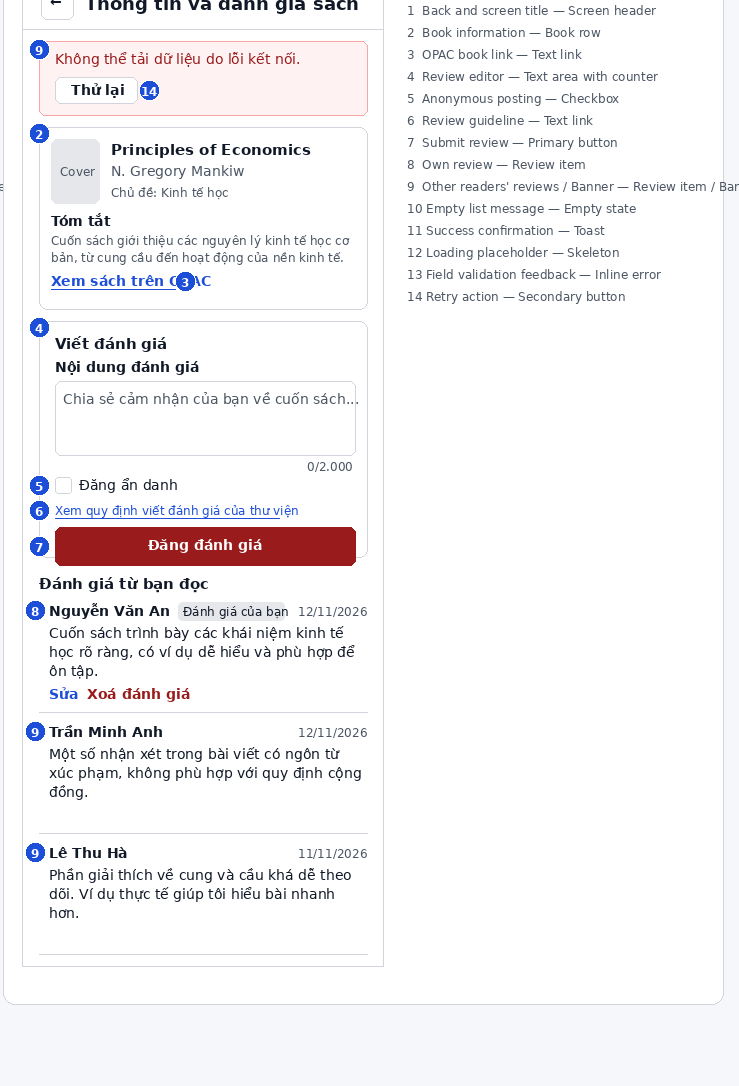 ← Thông tin và đánh giá sách
9 Không thể tải dữ liệu do lỗi kết nối.
Thử lại 14
2 Principles of Economics
Cover N. Gregory Mankiw
Chủ đề: Kinh tế học
Tóm tắt
Cuốn sách giới thiệu các nguyên lý kinh tế học cơ
bản, từ cung cầu đến hoạt động của nền kinh tế.
Xem sách trên 3 AC
4 Viết đánh giá
Nội dung đánh giá
Chia sẻ cảm nhận của bạn về cuốn sách...
0/2.000
5 Đăng ẩn danh
6 Xem quy định viết đánh giá của thư viện
7 Đăng đánh giá
Đánh giá từ bạn đọc
8 Nguyễn Văn An Đánh giá của bạn 12/11/2026
Cuốn sách trình bày các khái niệm kinh tế
học rõ ràng, có ví dụ dễ hiểu và phù hợp để
ôn tập.
Sửa Xoá đánh giá
9 Trần Minh Anh 12/11/2026
Một số nhận xét trong bài viết có ngôn từ
xúc phạm, không phù hợp với quy định cộng
đồng.
9 Lê Thu Hà 11/11/2026
Phần giải thích về cung và cầu khá dễ theo
dõi. Ví dụ thực tế giúp tôi hiểu bài nhanh
hơn.
1 Back and screen title — Screen header
2 Book information — Book row
3 OPAC book link — Text link
4 Review editor — Text area with counter
5 Anonymous posting — Checkbox
6 Review guideline — Text link
7 Submit review — Primary button
8 Own review — Review item
9 Other readers' reviews / Banner — Review item / Ban
10 Empty list message — Empty state
11 Success confirmation — Toast
12 Loading placeholder — Skeleton
13 Field validation feedback — Inline error
14 Retry action — Secondary button